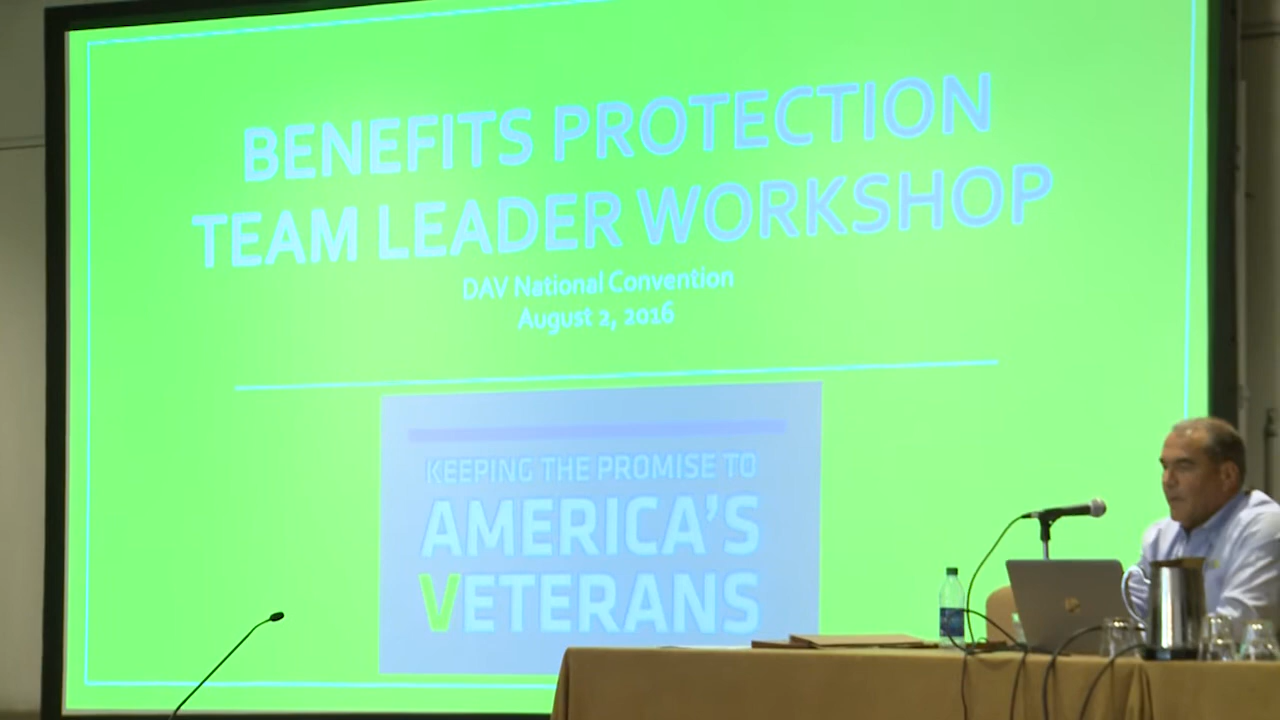 BENEFITS PROTECTION
TEAM LEADER WORKSHOP
DAV National Convention
August 2, 2016
KEEPING THE PROMISE TO
AMERICA'S
VETERANS